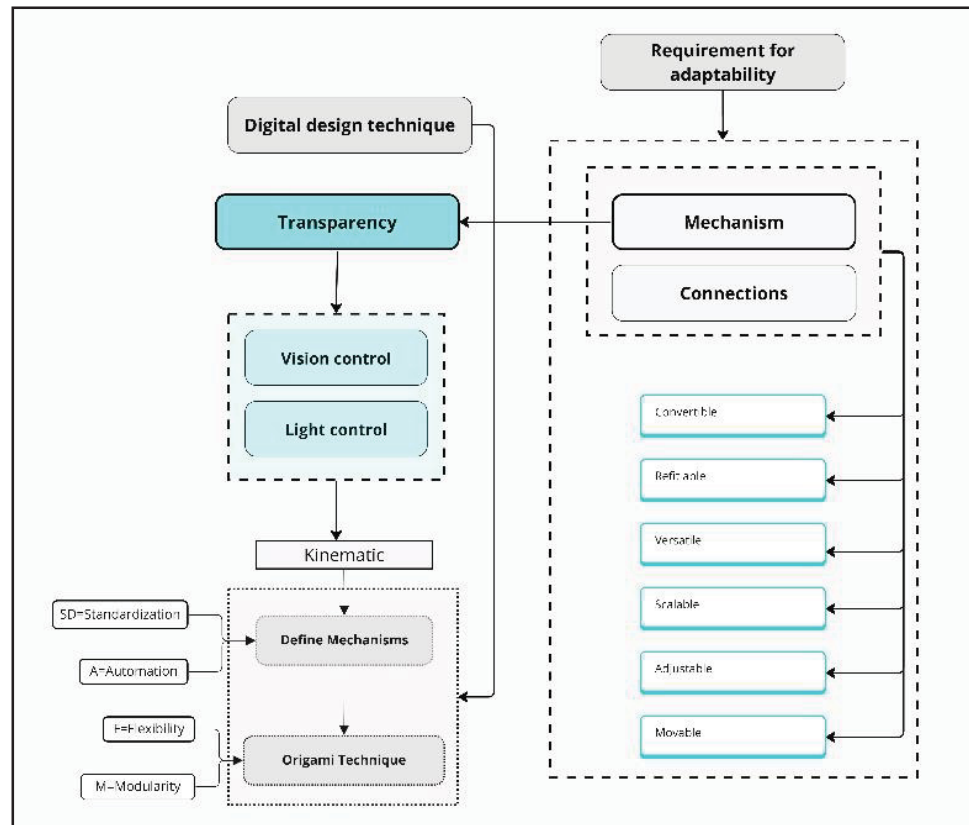 Requirement for
adaptability
Digital design technique
Transparency
Mechanism
Connections
Vision control
Light control
Convertible
Refitable
Versatile
Kinematic
Scalable
SD=Standardization
Define Mechanisms
A=Automation
Adjustable
F=Flexibility
Movable
Origami Technique
M=Modularity